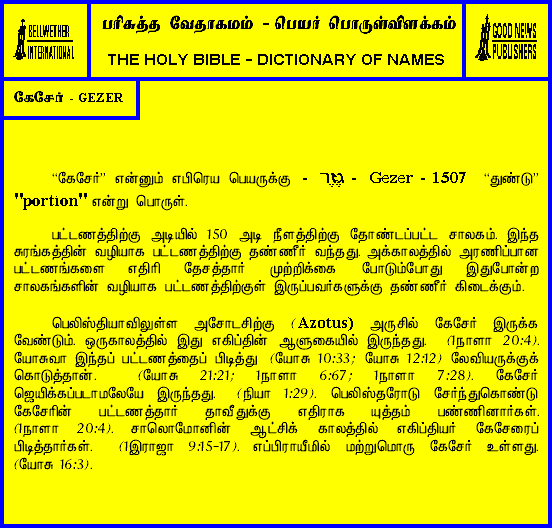 BELLWETHER
INTERNATIONAL
பரிசுத்த வேதாகமம் - பெயர் பொருள்விளக்கம்
THE HOLY BIBLE - DICTIONARY OF NAMES
GOOD NEWS
PUBLISHERS
கேசேர் - GEZER
“கேசேர்” என்னும் எபிரெய பெயருக்கு - גֶּזֶר - Gezer - 1507 “துண்டு”
"portion" என்று பொருள்.
பட்டணத்திற்கு அடியில் 150 அடி நீளத்திற்கு தோண்டப்பட்ட சாலகம். இந்த
சுரங்கத்தின் வழியாக பட்டணத்திற்கு தண்ணீர் வந்தது. அக்காலத்தில் அரணிப்பான
பட்டணங்களை எதிரி தேசத்தார் முற்றிக்கை போடும்போது இதுபோன்ற
சாலகங்களின் வழியாக பட்டணத்திற்குள் இருப்பவர்களுக்கு தண்ணீர் கிடைக்கும்.
பெலிஸ்தியாவிலுள்ள அசோடசிற்கு (Azotus) அருகில் கேசேர் இருக்க
வேண்டும். ஒருகாலத்தில் இது எகிப்தின் ஆளுகையில் இருந்தது. (1நாளா 20:4).
யோசுவா இந்தப் பட்டணத்தைப் பிடித்து (யோசு 10:33; யோசு 12:12) லேவியருக்குக்
கொடுத்தான். (யோசு 21:21; 1நாளா 6:67; 1நாளா 7:28). கேசேர்
ஜெயிக்கப்படாமலேயே இருந்தது. (நியா 1:29). பெலிஸ்தரோடு சேர்ந்துகொண்டு
கேசேரின் பட்டணத்தார் தாவீதுக்கு எதிராக யுத்தம் பண்ணினார்கள்.
(1நாளா 20:4). சாலொமோனின் ஆட்சிக் காலத்தில் எகிப்தியர் கேசேரைப்
பிடித்தார்கள். (1இராஜா 9:15-17). எப்பிராயீமில் மற்றுமொரு கேசேர் உள்ளது.
(யோசு 16:3).